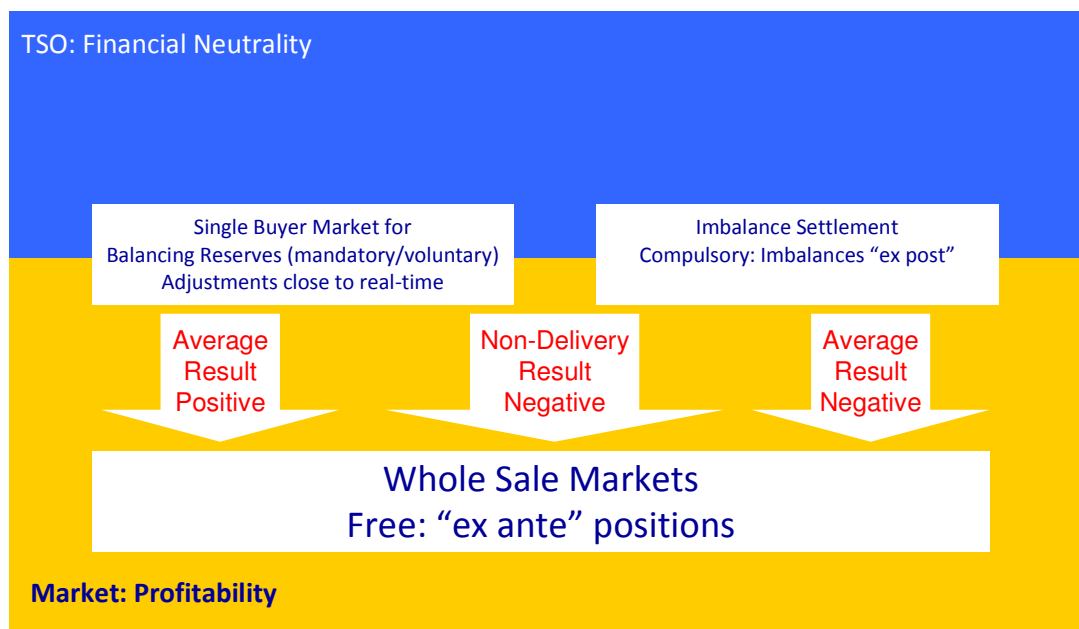 TSO: Financial Neutrality
Single Buyer Market for
Balancing Reserves (mandatory/voluntary)
Adjustments close to real-time
Imbalance Settlement
Compulsory: Imbalances “ex post”
Average
Result
Positive
Non-Delivery
Result
Negative
Average
Result
Negative
Whole Sale Markets
Free: “ex ante” positions
Market: Profitability